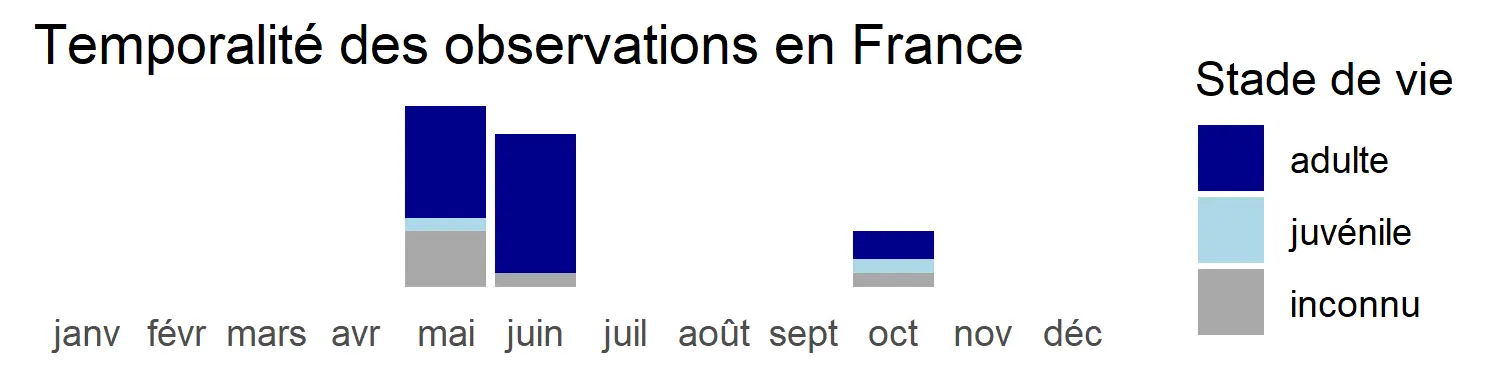 Temporalité des observations en France
Stade de vie
adulte
juvénile
inconnu
janv févr mars avr mai juin juil août sept oct nov déc